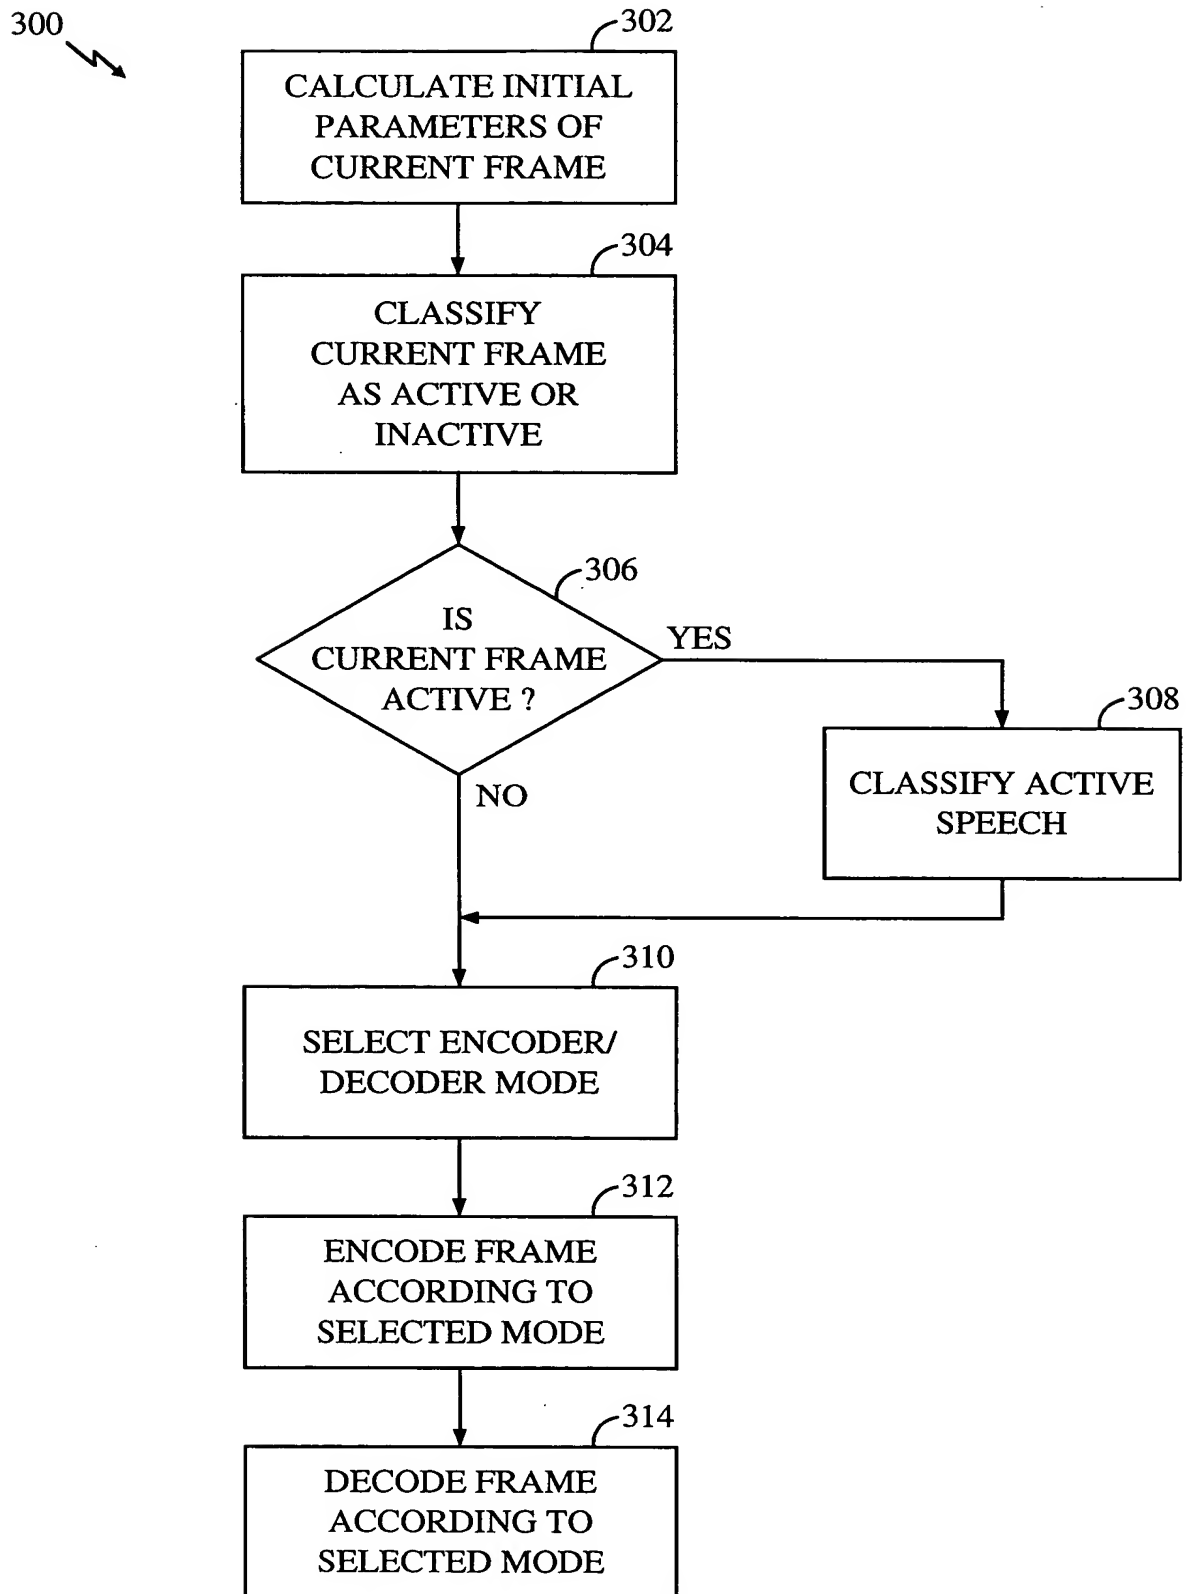 300
302
CALCULATE INITIAL
PARAMETERS OF
CURRENT FRAME
304
CLASSIFY
CURRENT FRAME
AS ACTIVE OR
INACTIVE
306
IS
CURRENT FRAME
ACTIVE ?
YES
NO
308
CLASSIFY ACTIVE
SPEECH
310
SELECT ENCODER/
DECODER MODE
312
ENCODE FRAME
ACCORDING TO
SELECTED MODE
314
DECODE FRAME
ACCORDING TO
SELECTED MODE